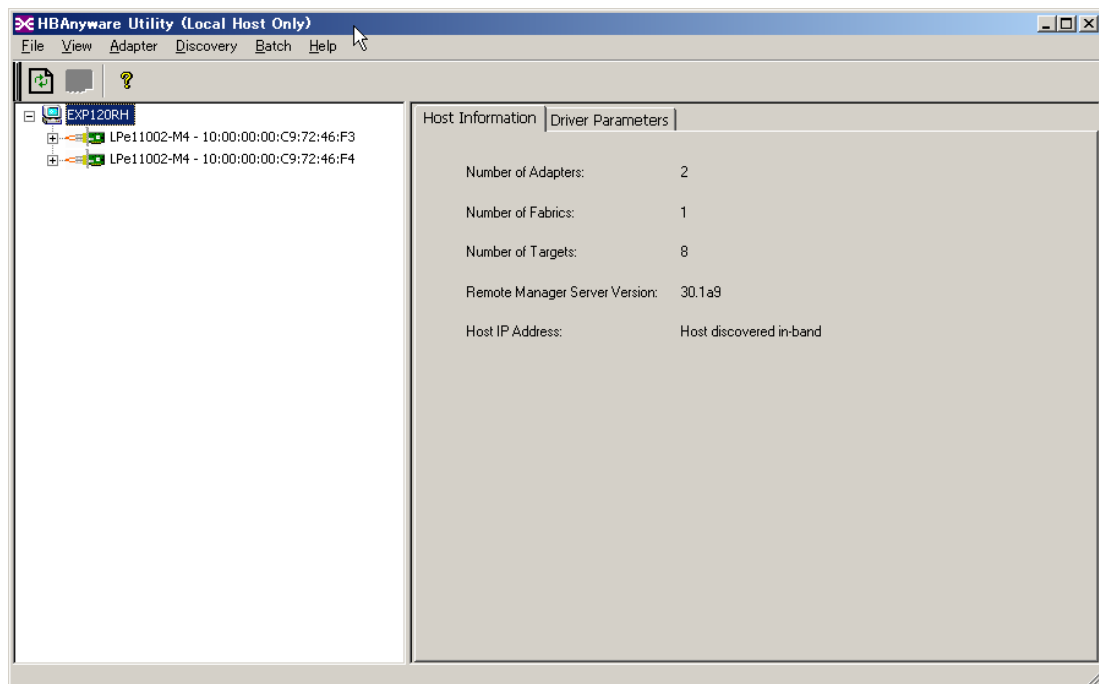 HBAnyware Utility (Local Host Only)
File View Adapter Discovery Batch Help
EXP120RH
LPe11002-M4 - 10:00:00:00:C9:72:46:F3
LPe11002-M4 - 10:00:00:00:C9:72:46:F4
Host Information Driver Parameters
Number of Adapters: 2
Number of Fabrics: 1
Number of Targets: 8
Remote Manager Server Version: 30.1a9
Host IP Address: Host discovered in-band